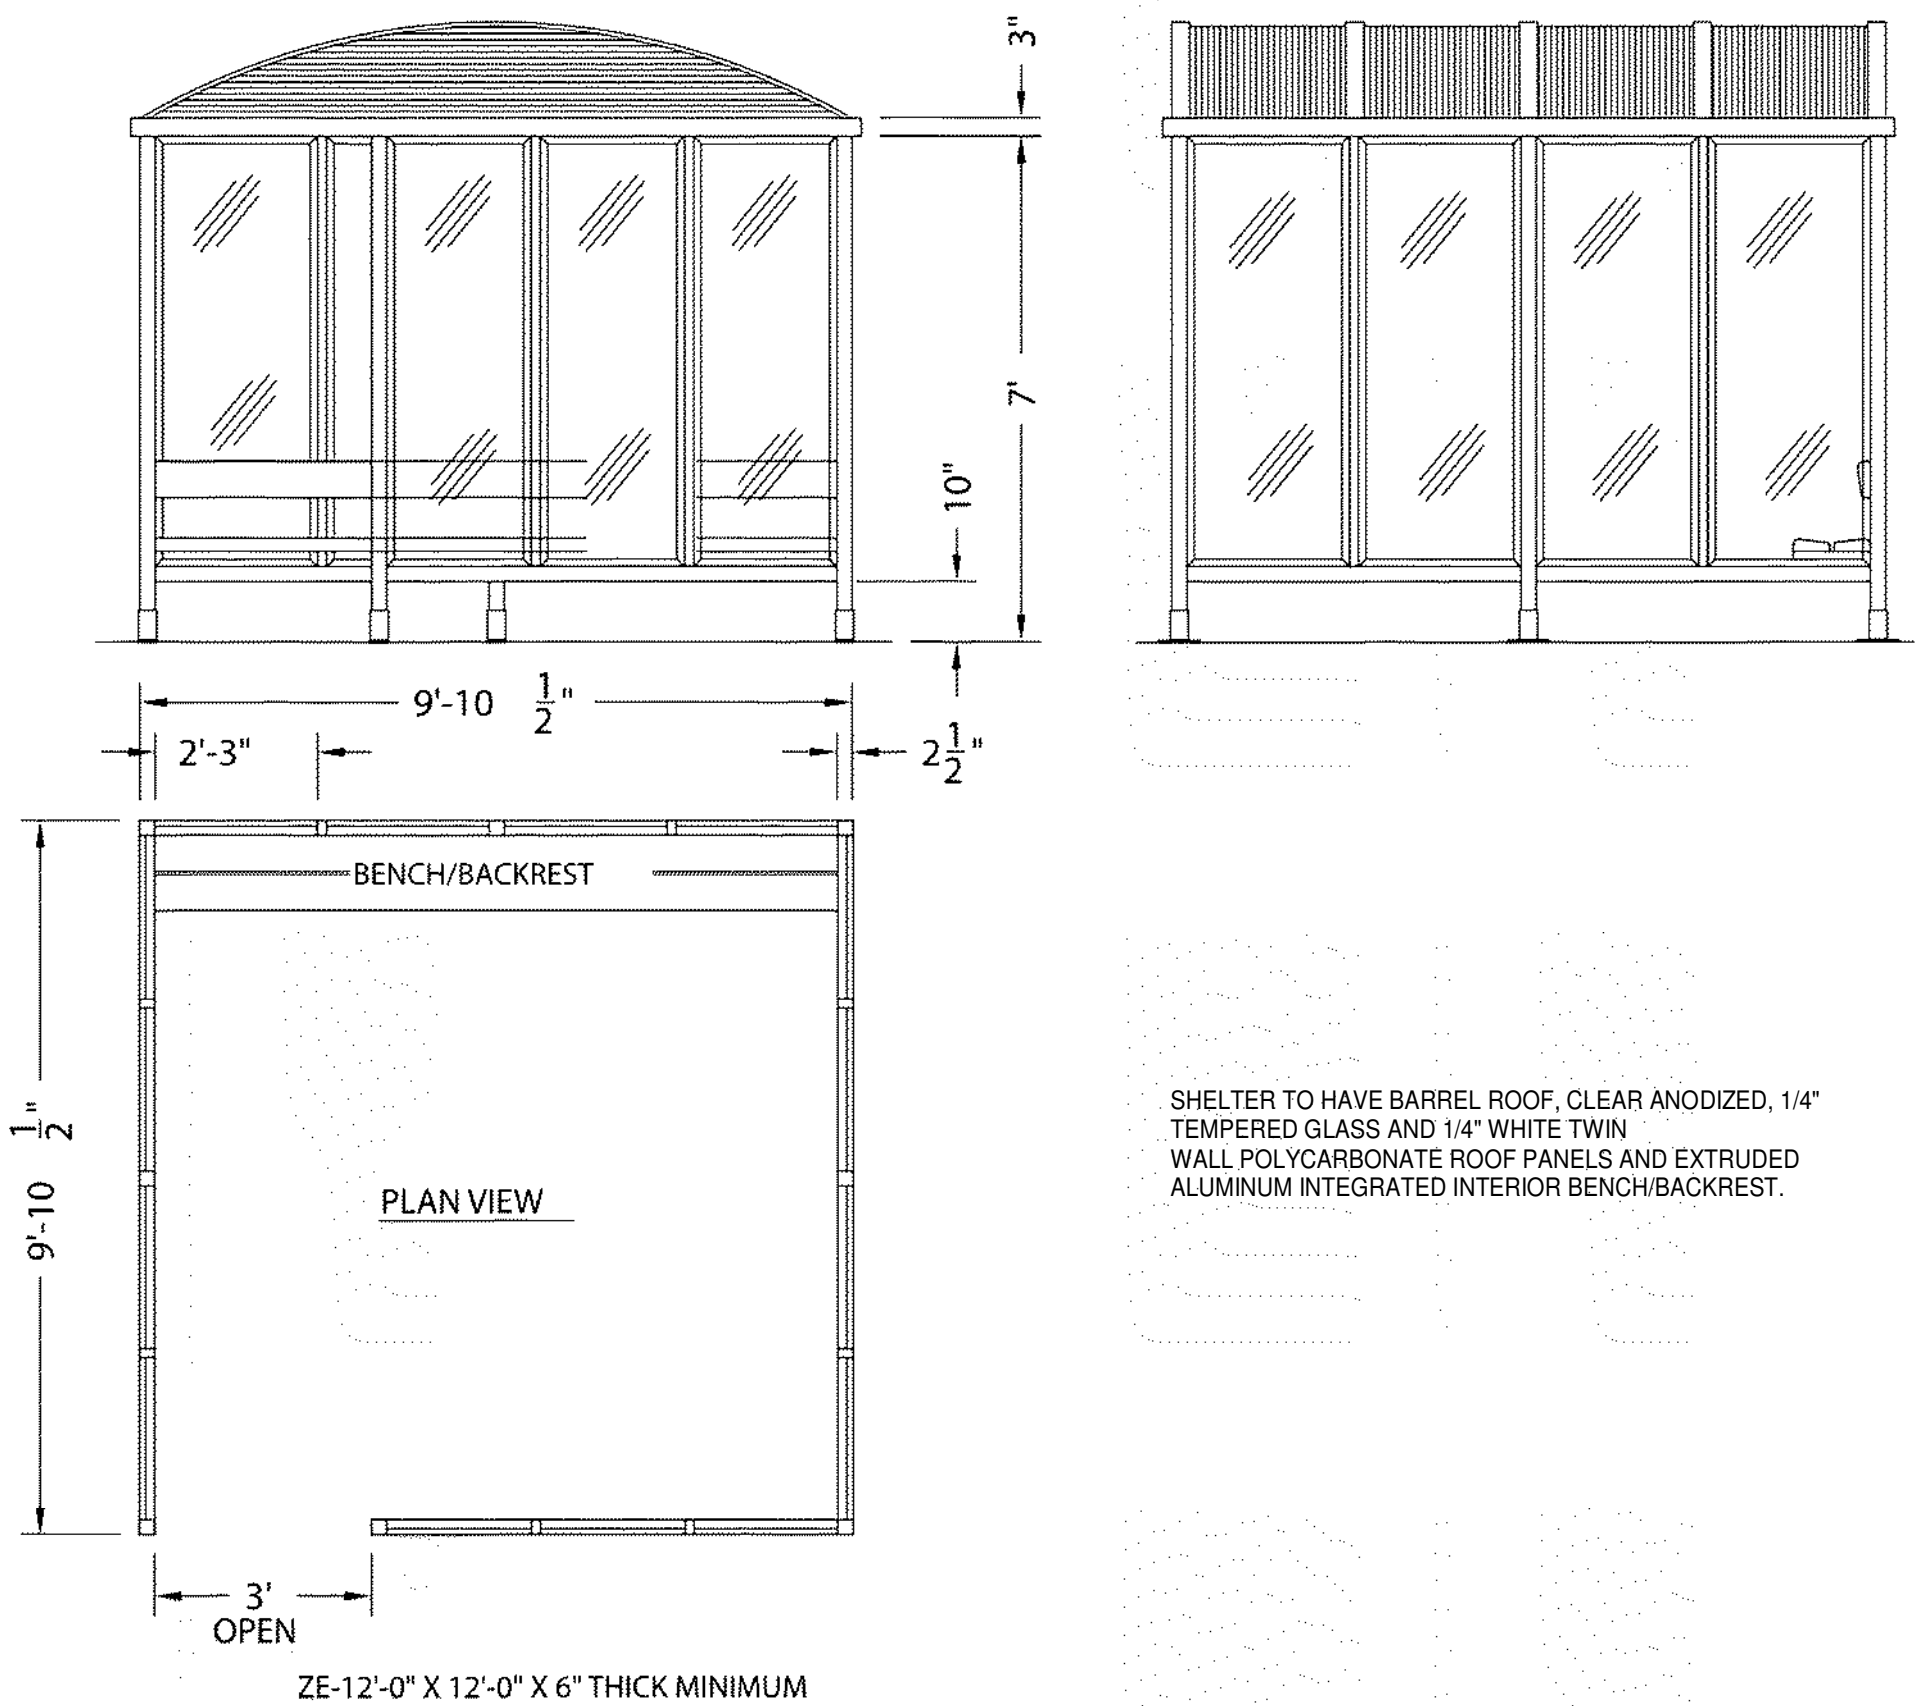 3"
7'
10"
9'-10 1/2"
2'-3"
2 1/2"
BENCH/BACKREST
9'-10 1/2"
PLAN VIEW
SHELTER TO HAVE BARREL ROOF, CLEAR ANODIZED, 1/4"
TEMPERED GLASS AND 1/4" WHITE TWIN
WALL POLYCARBONATE ROOF PANELS AND EXTRUDED
ALUMINUM INTEGRATED INTERIOR BENCH/BACKREST.
3'
OPEN
ZE-12'-0" X 12'-0" X 6" THICK MINIMUM